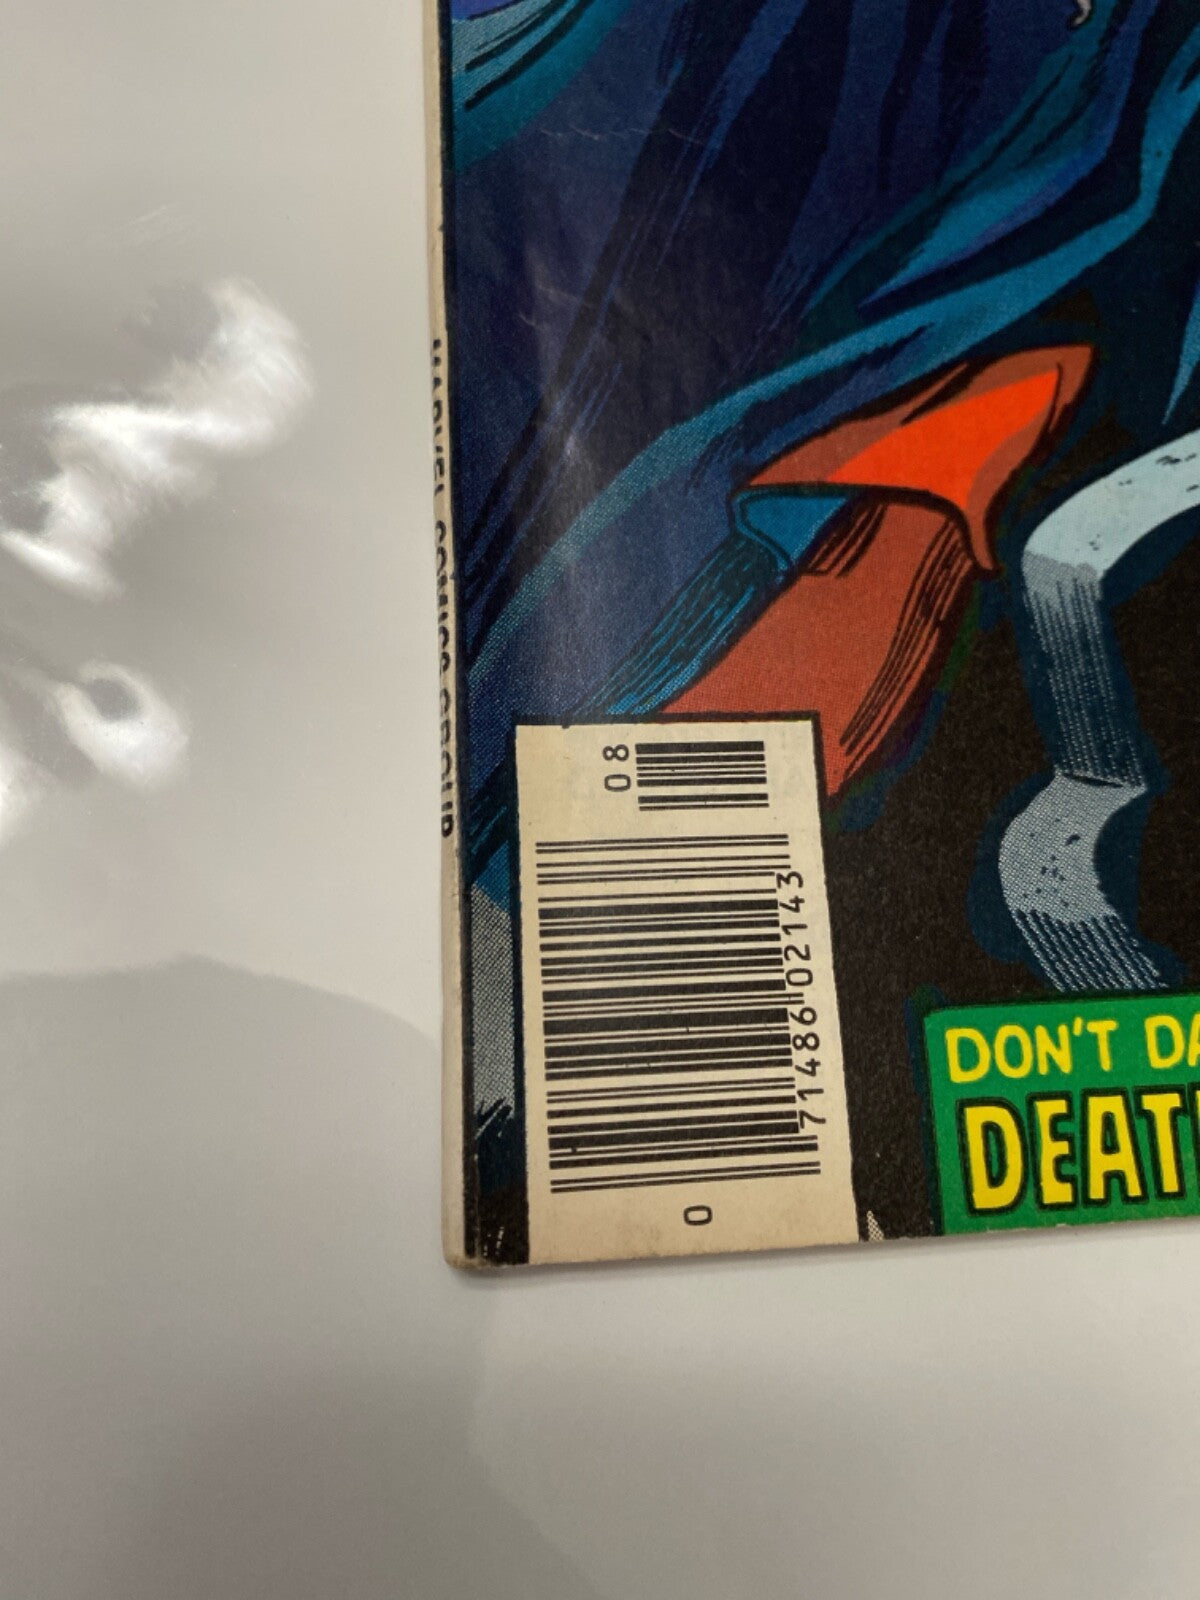 MARVEL COMICS GROUP
08
71486 02143
0
DON'T DA
DEAT